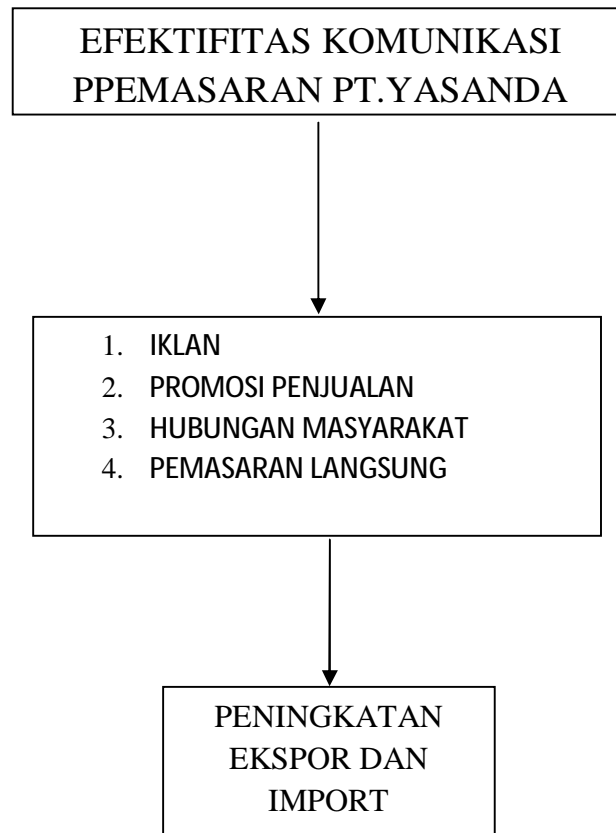 EFEKTIFITAS KOMUNIKASI
PPEMASARAN PT.YASANDA
1. IKLAN
2. PROMOSI PENJUALAN
3. HUBUNGAN MASYARAKAT
4. PEMASARAN LANGSUNG
PENINGKATAN
EKSPOR DAN
IMPORT